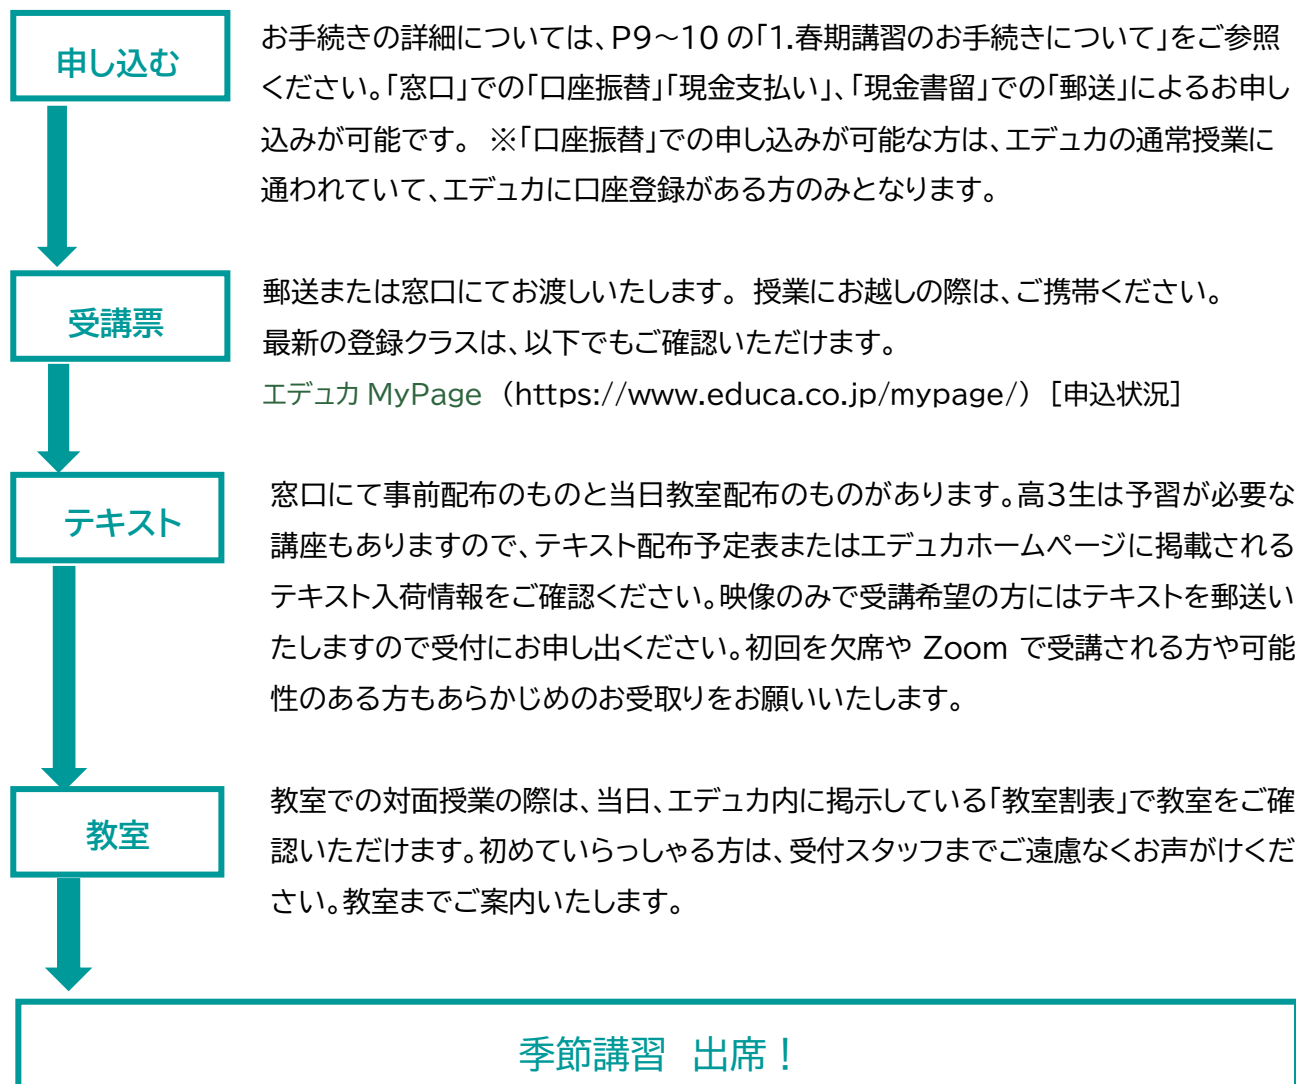 申し込む
お手続きの詳細については、P9～10 の「1.春期講習のお手続きについて」をご参照
ください。「窓口」での「口座振替」「現金支払い」、「現金書留」での「郵送」によるお申し
込みが可能です。 ※「口座振替」での申し込みが可能な方は、エデュカの通常授業に
通われていて、エデュカに口座登録がある方のみとなります。
受講票
郵送または窓口にてお渡しいたします。 授業にお越しの際は、ご携帯ください。
最新の登録クラスは、以下でもご確認いただけます。
エデュカ MyPage （https://www.educa.co.jp/mypage/） ［申込状況］
テキスト
窓口にて事前配布のものと当日教室配布のものがあります。高3生は予習が必要な
講座もありますので、テキスト配布予定表またはエデュカホームページに掲載される
テキスト入荷情報をご確認ください。映像のみで受講希望の方にはテキストを郵送い
たしますので受付にお申し出ください。初回を欠席や Zoom で受講される方や可能
性のある方もあらかじめのお受取りをお願いいたします。
教室
教室での対面授業の際は、当日、エデュカ内に掲示している「教室割表」で教室をご確
認いただけます。初めていらっしゃる方は、受付スタッフまでご遠慮なくお声がけくだ
さい。教室までご案内いたします。
季節講習 出席！